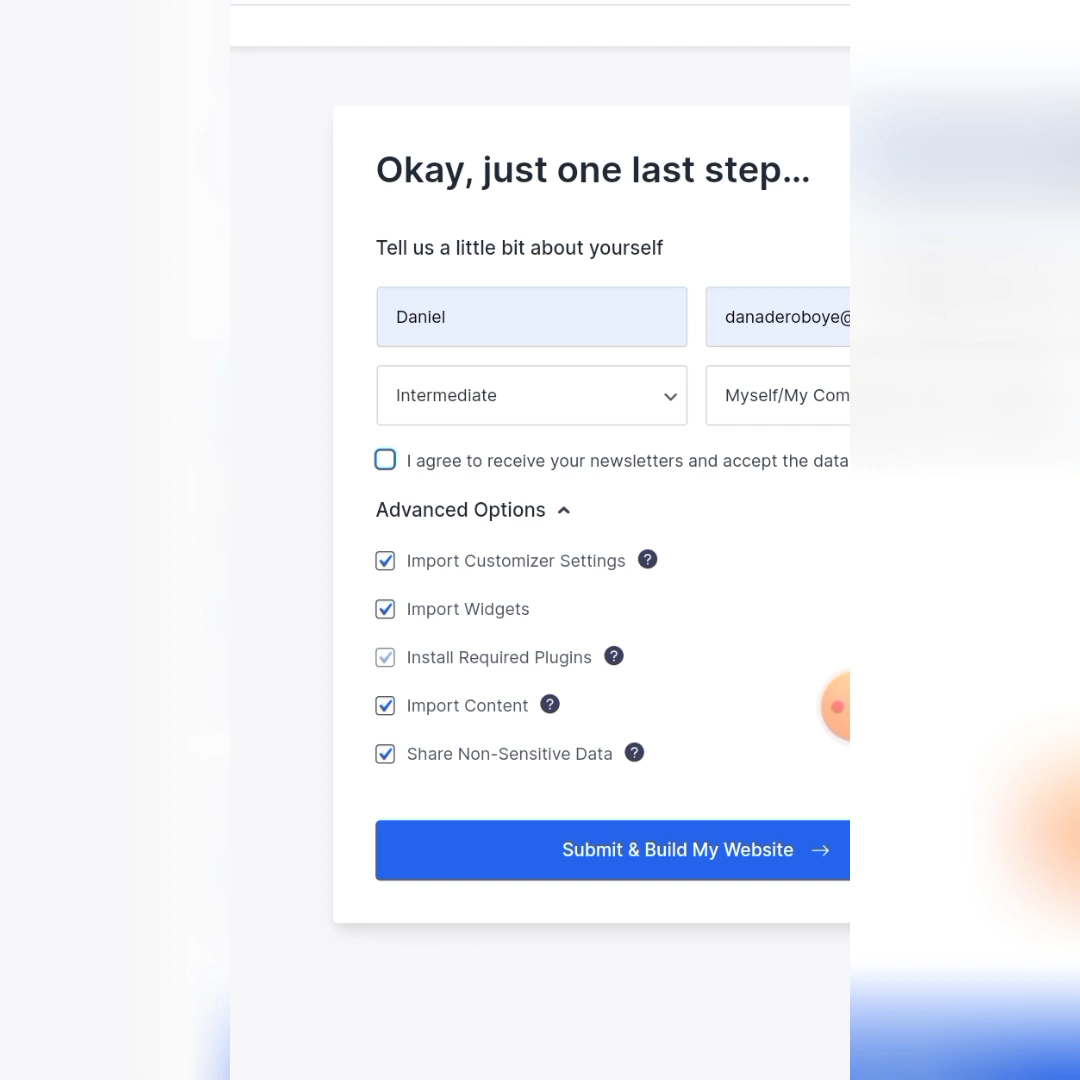 Okay, just one last step...
Tell us a little bit about yourself
Daniel
danaderoboye@
Intermediate
Myself/My Com
I agree to receive your newsletters and accept the data
Advanced Options
Import Customizer Settings ?
Import Widgets
Install Required Plugins ?
Import Content ?
Share Non-Sensitive Data ?
Submit & Build My Website →